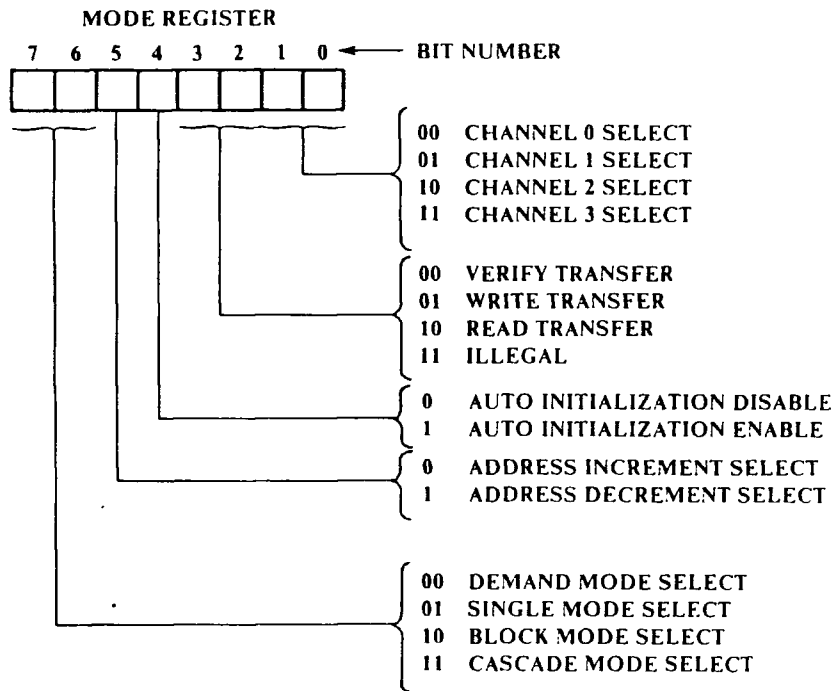 MODE REGISTER
7 6 5 4 3 2 1 0 BIT NUMBER
00 CHANNEL 0 SELECT
01 CHANNEL 1 SELECT
10 CHANNEL 2 SELECT
11 CHANNEL 3 SELECT
00 VERIFY TRANSFER
01 WRITE TRANSFER
10 READ TRANSFER
11 ILLEGAL
0 AUTO INITIALIZATION DISABLE
1 AUTO INITIALIZATION ENABLE
0 ADDRESS INCREMENT SELECT
1 ADDRESS DECREMENT SELECT
00 DEMAND MODE SELECT
01 SINGLE MODE SELECT
10 BLOCK MODE SELECT
11 CASCADE MODE SELECT